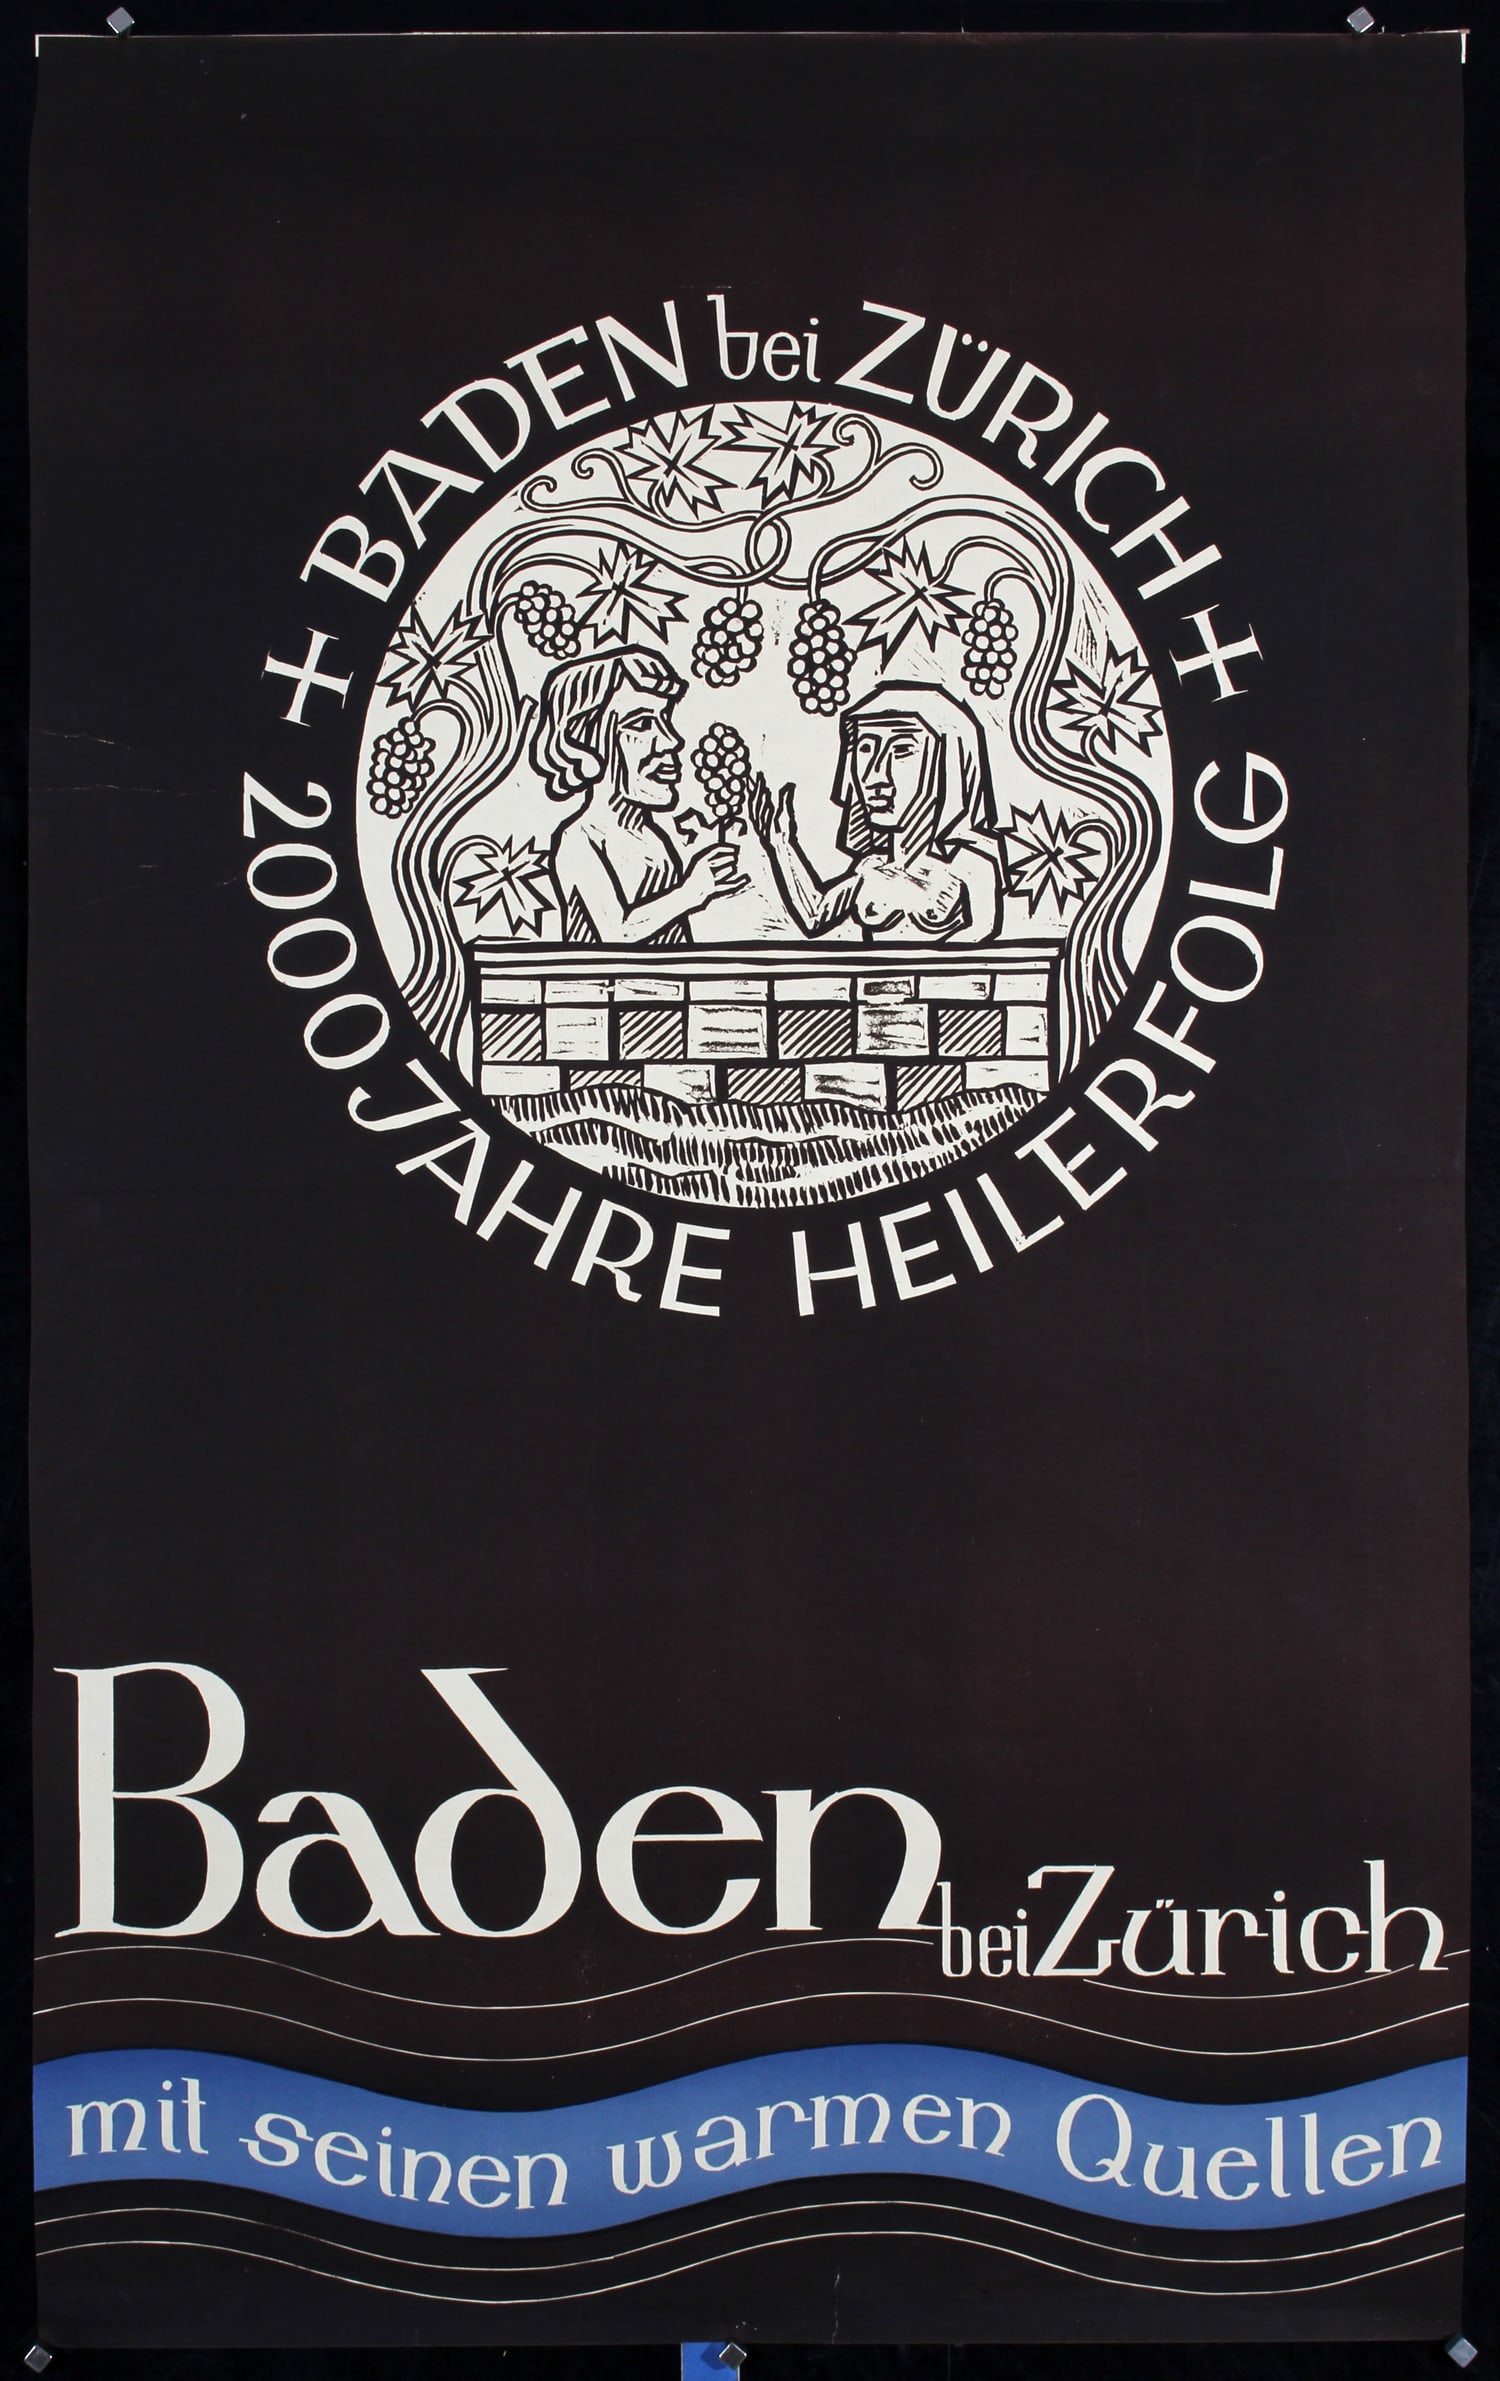 + BADEN bei ZÜRICH +
2000 JAHRE HEILERFOLG
Baden
bei Zürich
mit seinen warmen Quellen